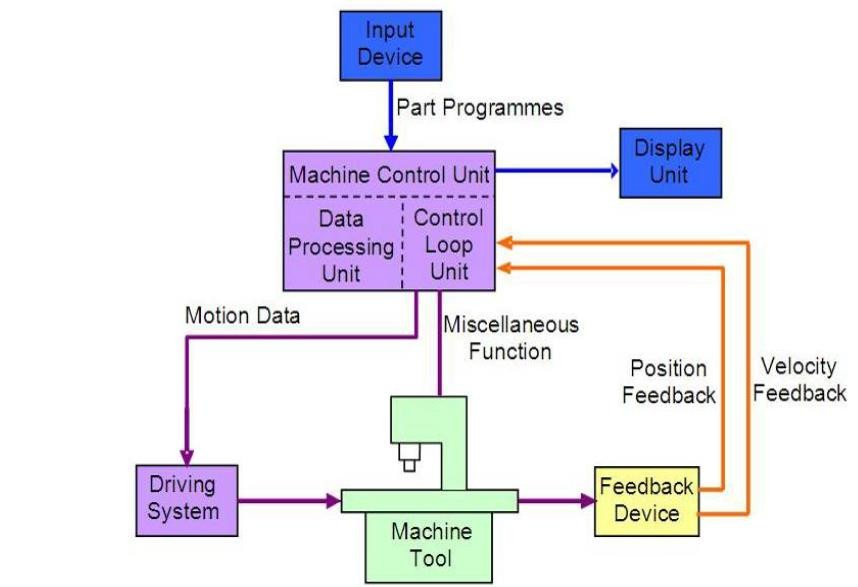 Input
Device
Part Programmes
Machine Control Unit
Display
Unit
Data
Processing
Unit
Control
Loop
Unit
Motion Data
Miscellaneous
Function
Position
Feedback
Velocity
Feedback
Driving
System
Machine
Tool
Feedback
Device